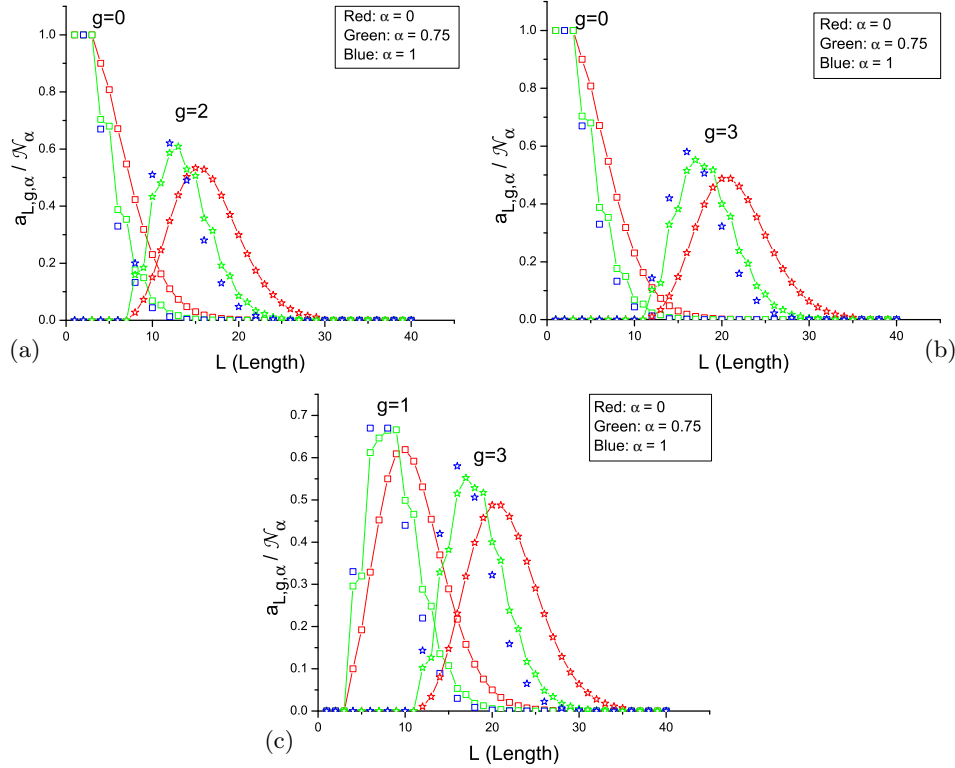 g=0
Red: α = 0
Green: α = 0.75
Blue: α = 1
1.0
g=2
0.8
0.6
0.4
0.2
0.0
a_{L,g,α} / 𝒩_α
0 10 20 30 40
L (Length)
(a)
g=0
Red: α = 0
Green: α = 0.75
Blue: α = 1
1.0
0.8
g=3
0.6
0.4
0.2
0.0
a_{L,g,α} / 𝒩_α
0 10 20 30 40
L (Length)
(b)
g=1
Red: α = 0
Green: α = 0.75
Blue: α = 1
0.7
g=3
0.6
0.5
0.4
0.3
0.2
0.1
0.0
a_{L,g,α} / 𝒩_α
0 10 20 30 40
L (Length)
(c)